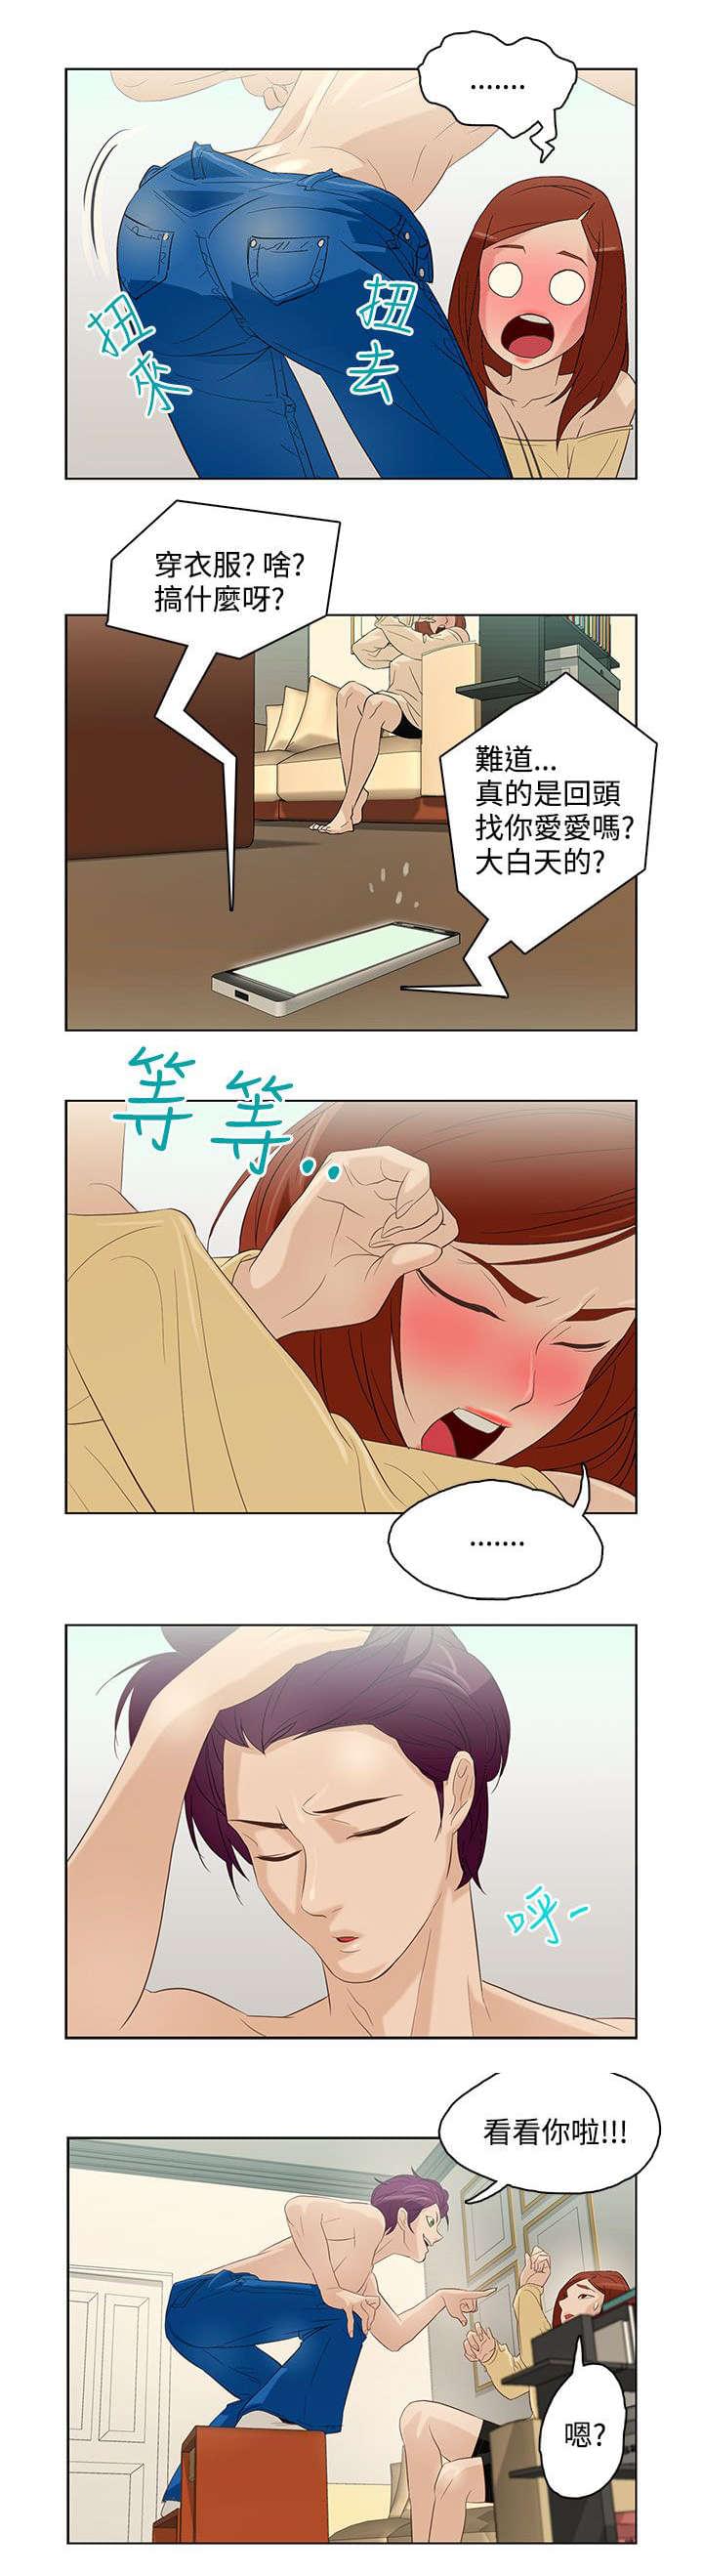 .......
扭來
扭去
穿衣服? 啥?
搞什麼呀?
難道...
真的是回頭
找你愛愛嗎?
大白天的?
等等..
.......
呼~
看看你啦!!!
嗯?